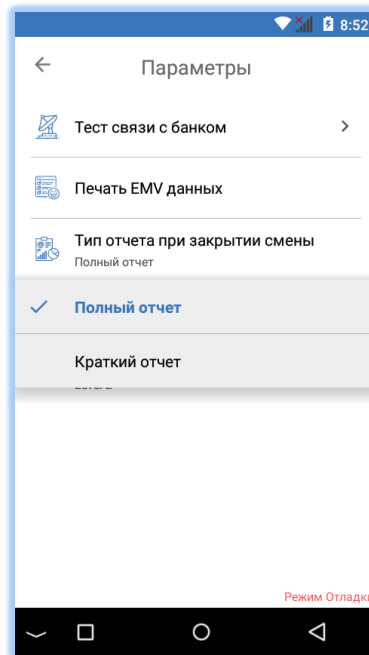 8:52
Параметры
Тест связи с банком
Печать EMV данных
Тип отчета при закрытии смены
Полный отчет
Полный отчет
Краткий отчет
Режим Отладки